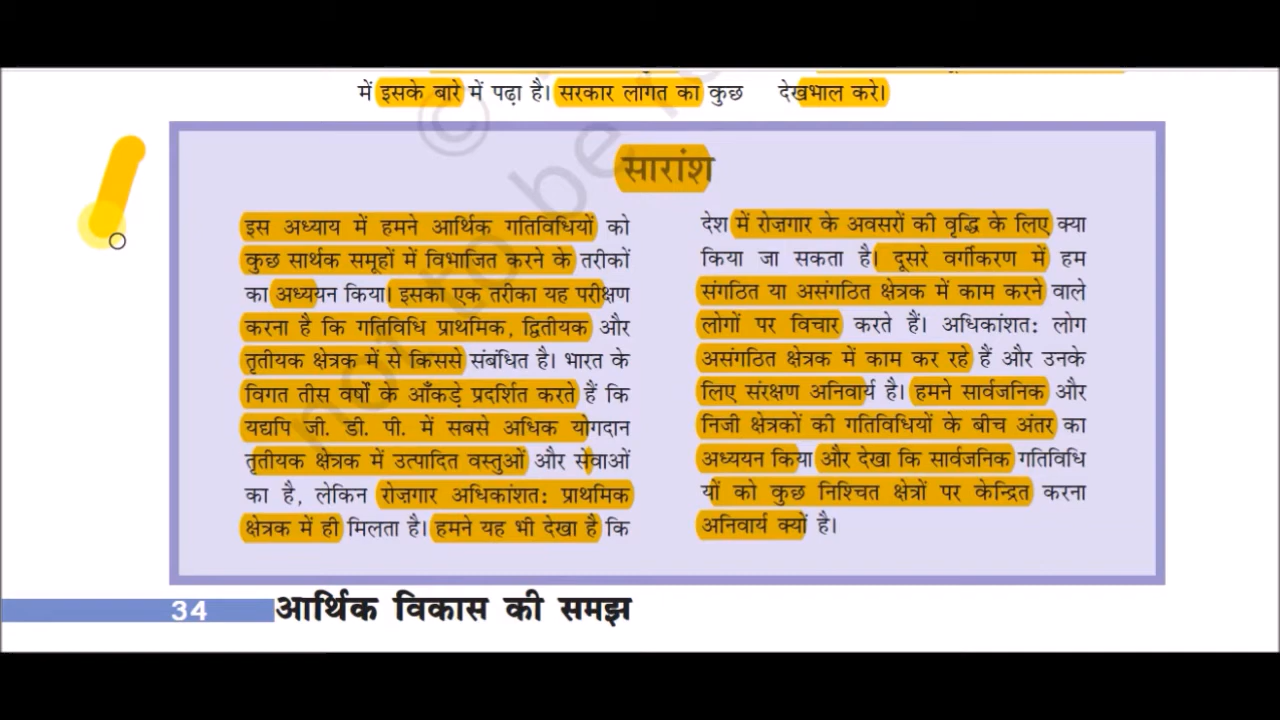 में इसके बारे में पढ़ा है। सरकार लागत का कुछ देखभाल करे।
सारांश
इस अध्याय में हमने आर्थिक गतिविधियों को
कुछ सार्थक समूहों में विभाजित करने के तरीकों
का अध्ययन किया। इसका एक तरीका यह परीक्षण
करना है कि गतिविधि प्राथमिक, द्वितीयक और
तृतीयक क्षेत्रक में से किससे संबंधित है। भारत के
विगत तीस वर्षों के आँकड़े प्रदर्शित करते हैं कि
यद्यपि जी. डी. पी. में सबसे अधिक योगदान
तृतीयक क्षेत्रक में उत्पादित वस्तुओं और सेवाओं
का है, लेकिन रोज़गार अधिकांशत: प्राथमिक
क्षेत्रक में ही मिलता है। हमने यह भी देखा है कि
देश में रोज़गार के अवसरों की वृद्धि के लिए क्या
किया जा सकता है। दूसरे वर्गीकरण में हम
संगठित या असंगठित क्षेत्रक में काम करने वाले
लोगों पर विचार करते हैं। अधिकांशत: लोग
असंगठित क्षेत्रक में काम कर रहे हैं और उनके
लिए संरक्षण अनिवार्य है। हमने सार्वजनिक और
निजी क्षेत्रकों की गतिविधियों के बीच अंतर का
अध्ययन किया और देखा कि सार्वजनिक गतिविधि
यों को कुछ निश्चित क्षेत्रों पर केन्द्रित करना
अनिवार्य क्यों है।
34 आर्थिक विकास की समझ
© not to be